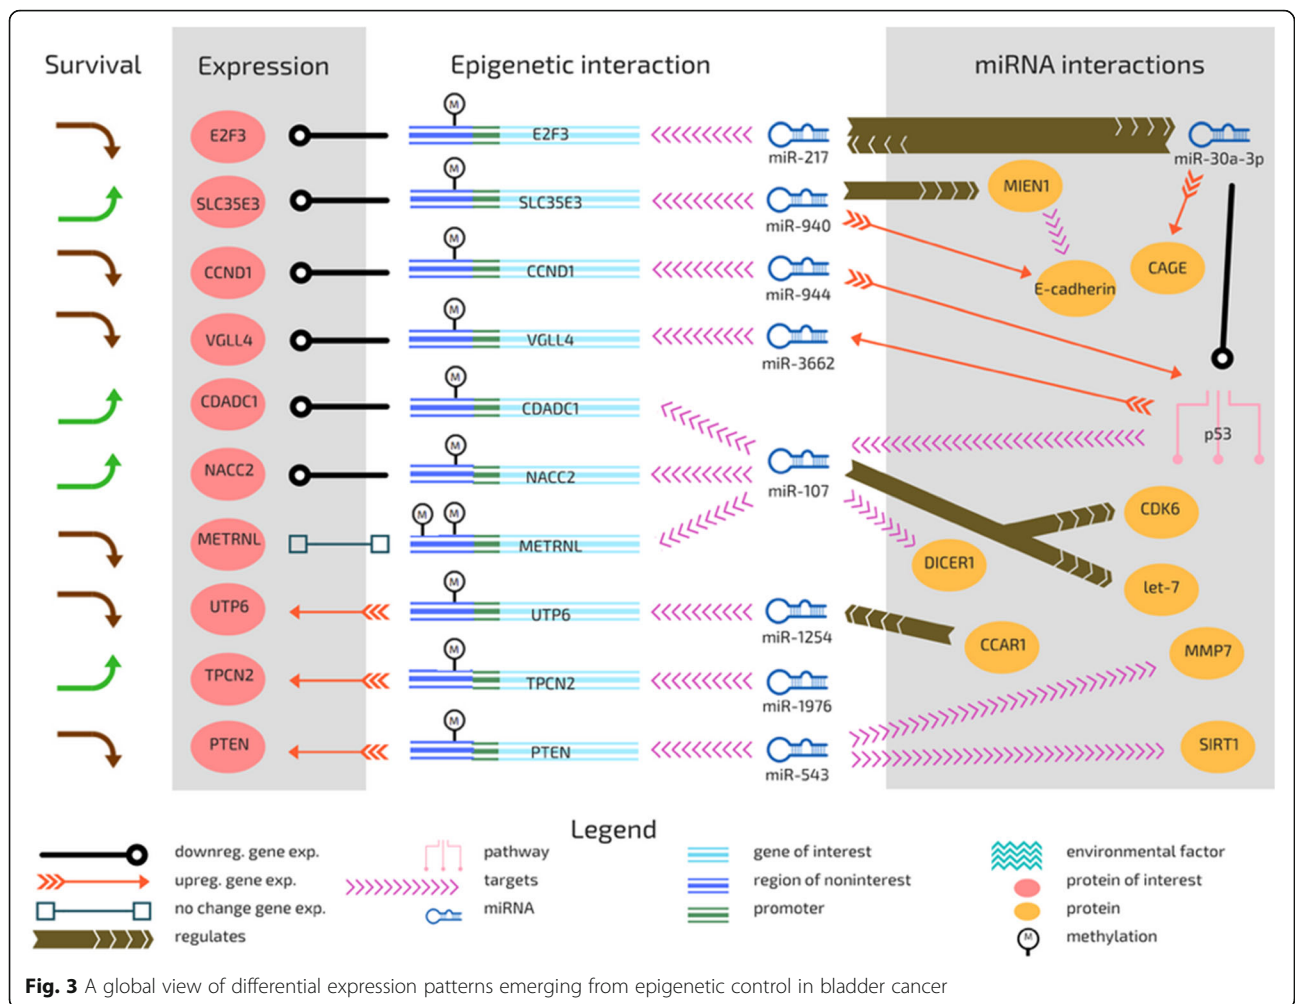 Survival
Expression
Epigenetic interaction
miRNA interactions
E2F3
M
E2F3
miR-217
miR-30a-3p
SLC35E3
M
SLC35E3
miR-940
MIEN1
CCND1
M
CCND1
miR-944
E-cadherin
CAGE
VGLL4
M
VGLL4
miR-3662
CDADC1
M
CDADC1
p53
NACC2
M
NACC2
miR-107
METRNL
M
M
METRNL
DICER1
CDK6
let-7
UTP6
M
UTP6
miR-1254
CCAR1
TPCN2
M
TPCN2
miR-1976
MMP7
PTEN
M
PTEN
miR-543
SIRT1
Legend
downreg. gene exp.
upreg. gene exp.
no change gene exp.
regulates
pathway
targets
miRNA
gene of interest
region of noninterest
promoter
environmental factor
protein of interest
protein
M
methylation
Fig. 3 A global view of differential expression patterns emerging from epigenetic control in bladder cancer